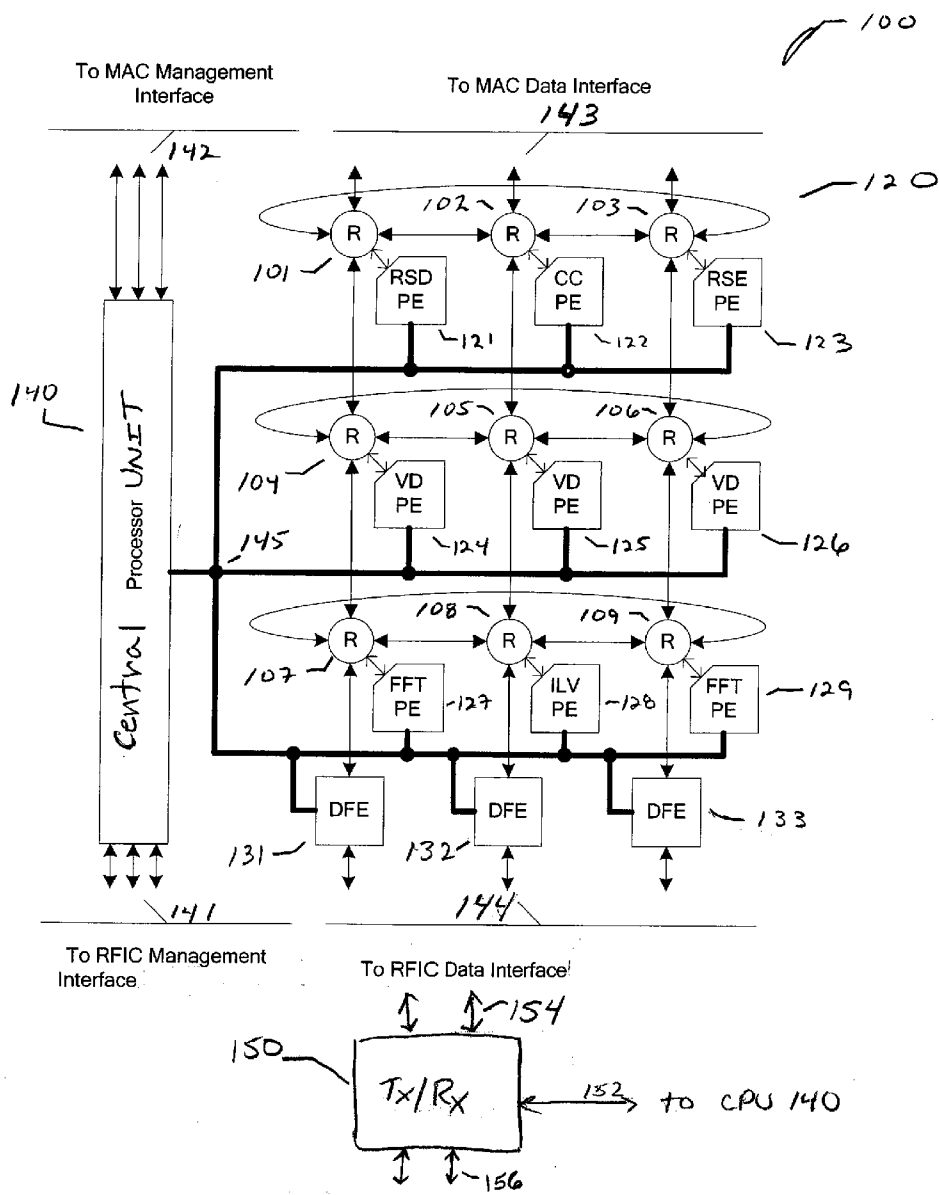 100
To MAC Management
Interface
To MAC Data Interface
142
143
120
102
103
R
R
R
101
RSD
PE
CC
PE
RSE
PE
121
122
123
140
105
106
R
R
R
104
VD
PE
VD
PE
VD
PE
145
124
125
126
Central Processor UNIT
108
109
R
R
R
107
FFT
PE
ILV
PE
FFT
PE
127
128
129
DFE
DFE
DFE
131
132
133
141
144
To RFIC Management
Interface
To RFIC Data Interface
154
150
Tx/Rx
152
to CPU 140
156